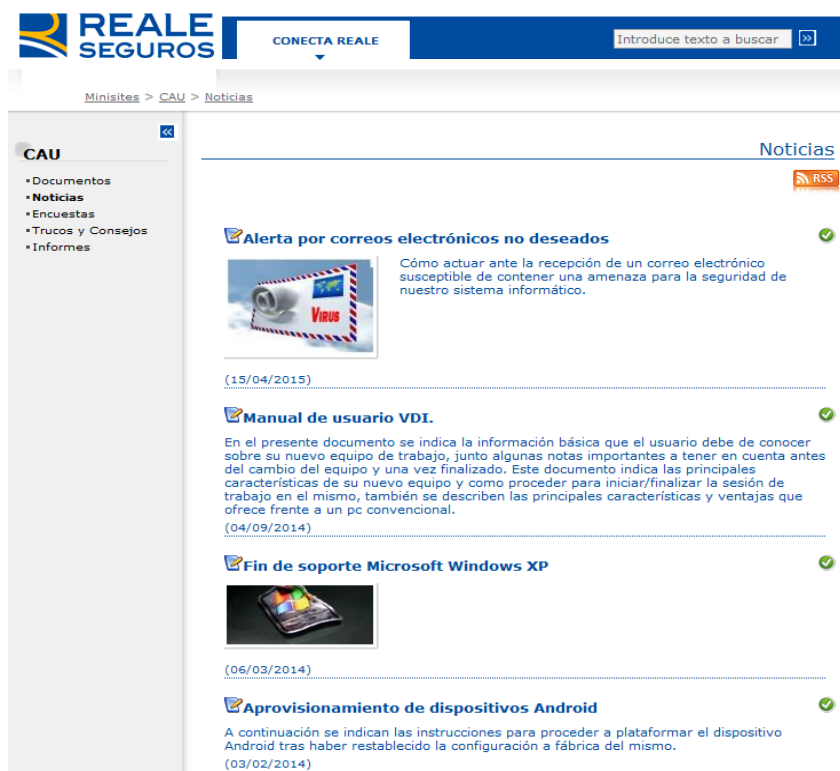 REALE
SEGUROS
CONECTA REALE
Introduce texto a buscar
Minisites > CAU > Noticias
CAU
Documentos
Noticias
Encuestas
Trucos y Consejos
Informes
Noticias
RSS
Alerta por correos electrónicos no deseados
Cómo actuar ante la recepción de un correo electrónico
susceptible de contener una amenaza para la seguridad de
nuestro sistema informático.
VIRUS
(15/04/2015)
Manual de usuario VDI.
En el presente documento se indica la información básica que el usuario debe de conocer
sobre su nuevo equipo de trabajo, junto algunas notas importantes a tener en cuenta antes
del cambio del equipo y una vez finalizado. Este documento indica las principales
características de su nuevo equipo y como proceder para iniciar/finalizar la sesión de
trabajo en el mismo, también se describen las principales características y ventajas que
ofrece frente a un pc convencional.
(04/09/2014)
Fin de soporte Microsoft Windows XP
(06/03/2014)
Aprovisionamiento de dispositivos Android
A continuación se indican las instrucciones para proceder a plataformar el dispositivo
Android tras haber restablecido la configuración a fábrica del mismo.
(03/02/2014)